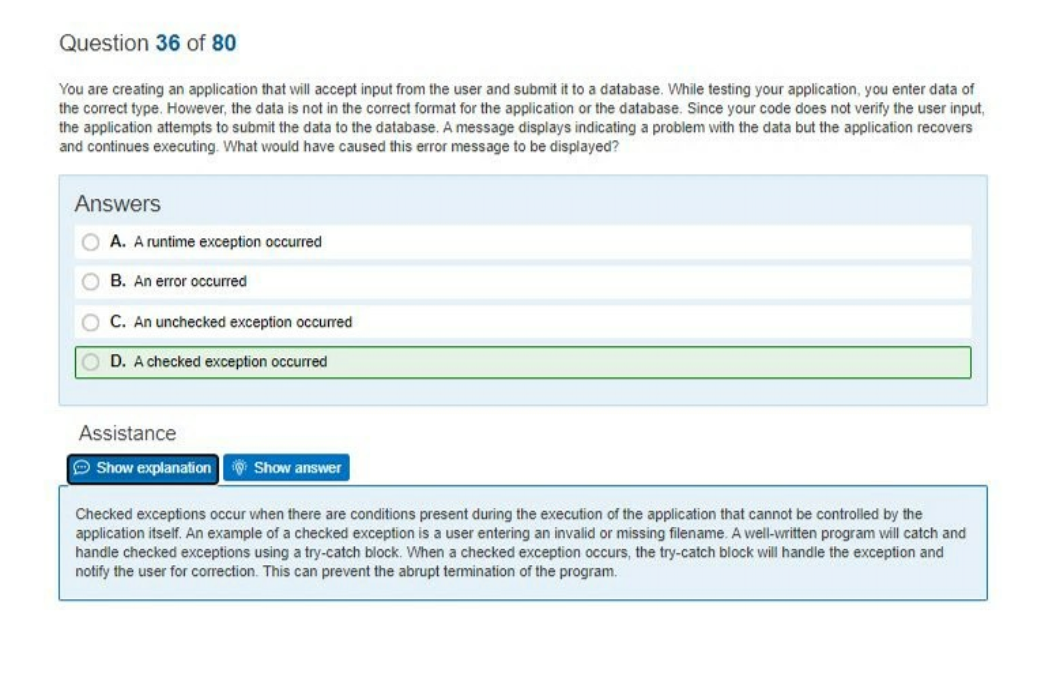 Question 36 of 80
You are creating an application that will accept input from the user and submit it to a database. While testing your application, you enter data of
the correct type. However, the data is not in the correct format for the application or the database. Since your code does not verify the user input,
the application attempts to submit the data to the database. A message displays indicating a problem with the data but the application recovers
and continues executing. What would have caused this error message to be displayed?
Answers
A. A runtime exception occurred
B. An error occurred
C. An unchecked exception occurred
D. A checked exception occurred
Assistance
Show explanation Show answer
Checked exceptions occur when there are conditions present during the execution of the application that cannot be controlled by the
application itself. An example of a checked exception is a user entering an invalid or missing filename. A well-written program will catch and
handle checked exceptions using a try-catch block. When a checked exception occurs, the try-catch block will handle the exception and
notify the user for correction. This can prevent the abrupt termination of the program.